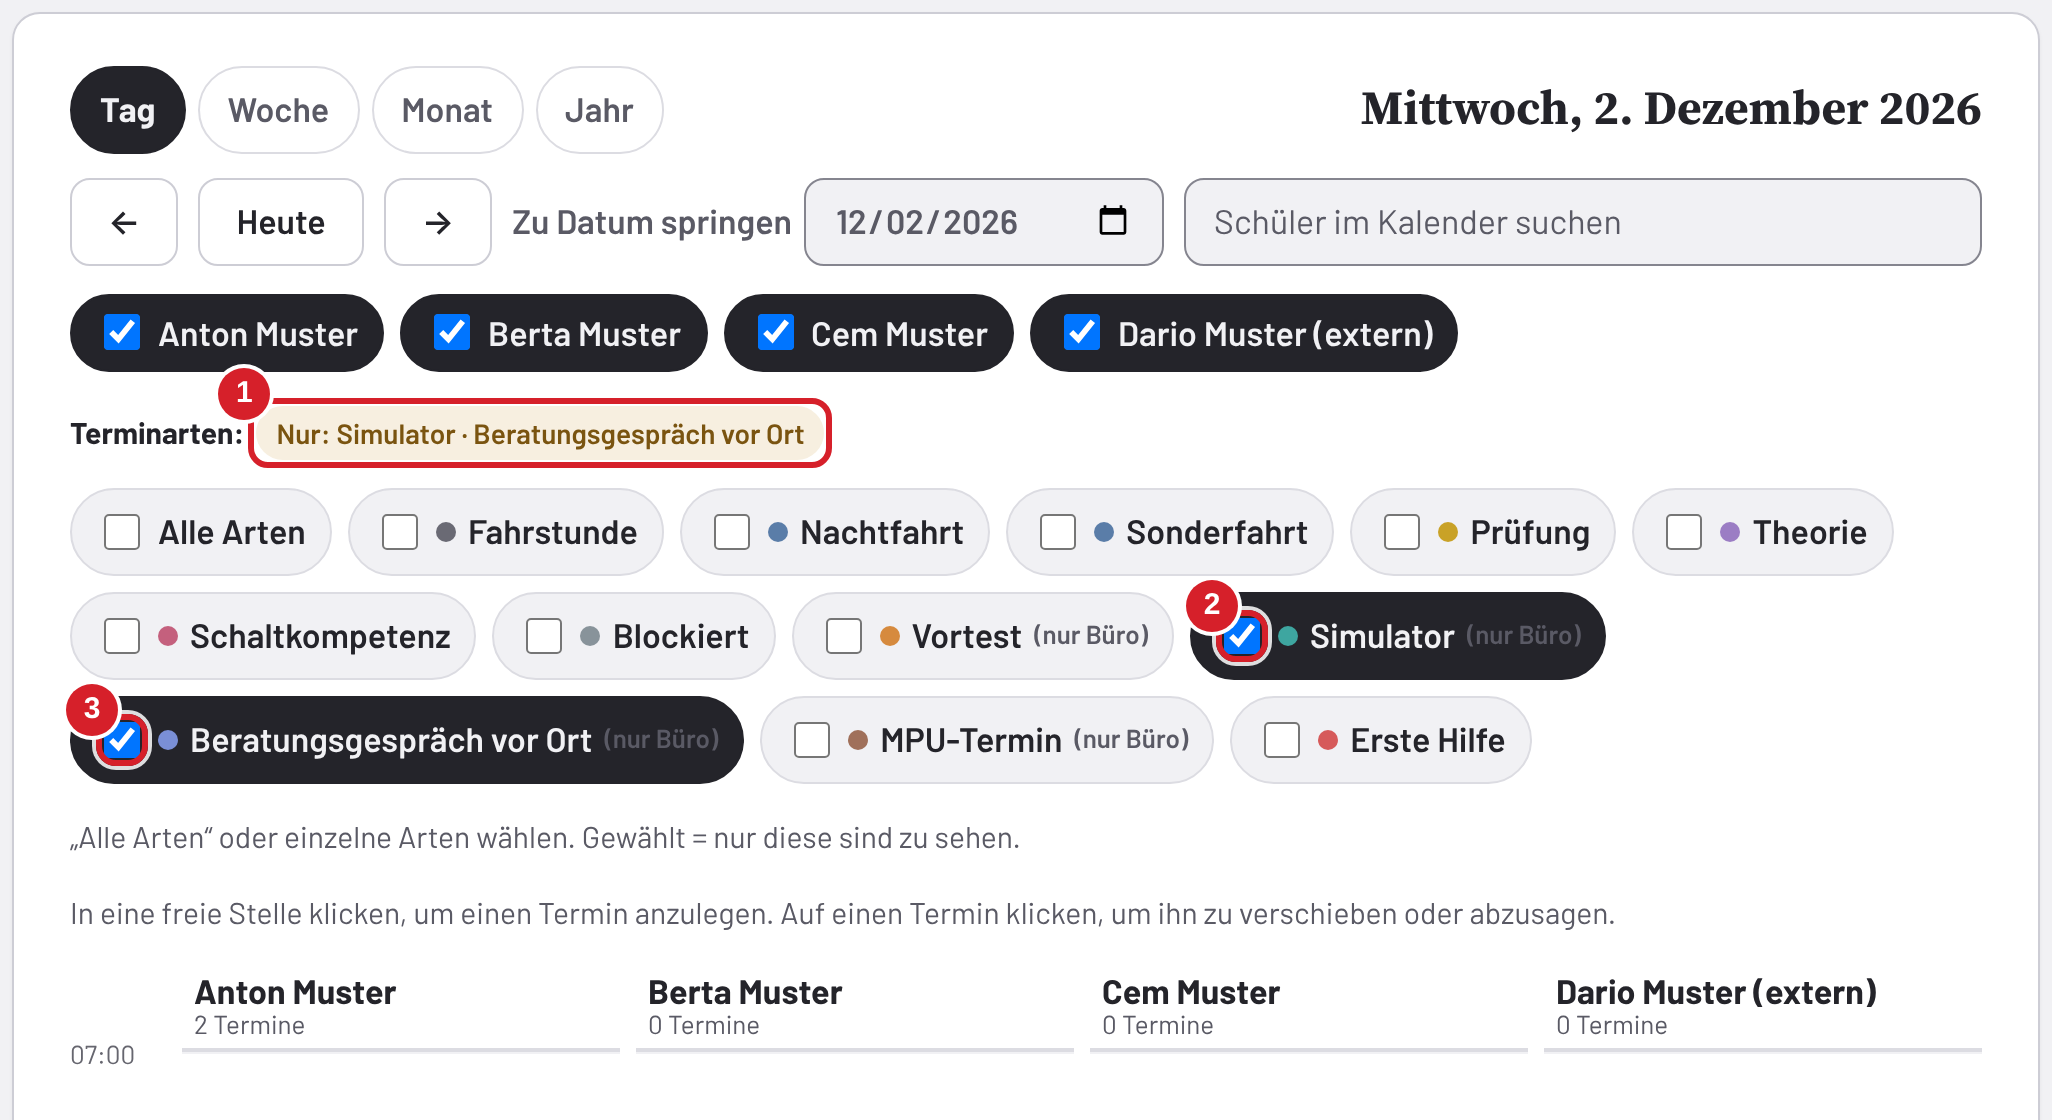 Tag Woche Monat Jahr Mittwoch, 2. Dezember 2026
← Heute → Zu Datum springen 12/02/2026 Schüler im Kalender suchen
Anton Muster Berta Muster Cem Muster Dario Muster (extern)
1
Terminarten: Nur: Simulator · Beratungsgespräch vor Ort
Alle Arten Fahrstunde Nachtfahrt Sonderfahrt Prüfung Theorie
2
Schaltkompetenz Blockiert Vortest (nur Büro) Simulator (nur Büro)
3
Beratungsgespräch vor Ort (nur Büro) MPU-Termin (nur Büro) Erste Hilfe
„Alle Arten“ oder einzelne Arten wählen. Gewählt = nur diese sind zu sehen.
In eine freie Stelle klicken, um einen Termin anzulegen. Auf einen Termin klicken, um ihn zu verschieben oder abzusagen.
Anton Muster Berta Muster Cem Muster Dario Muster (extern)
2 Termine 0 Termine 0 Termine 0 Termine
07:00